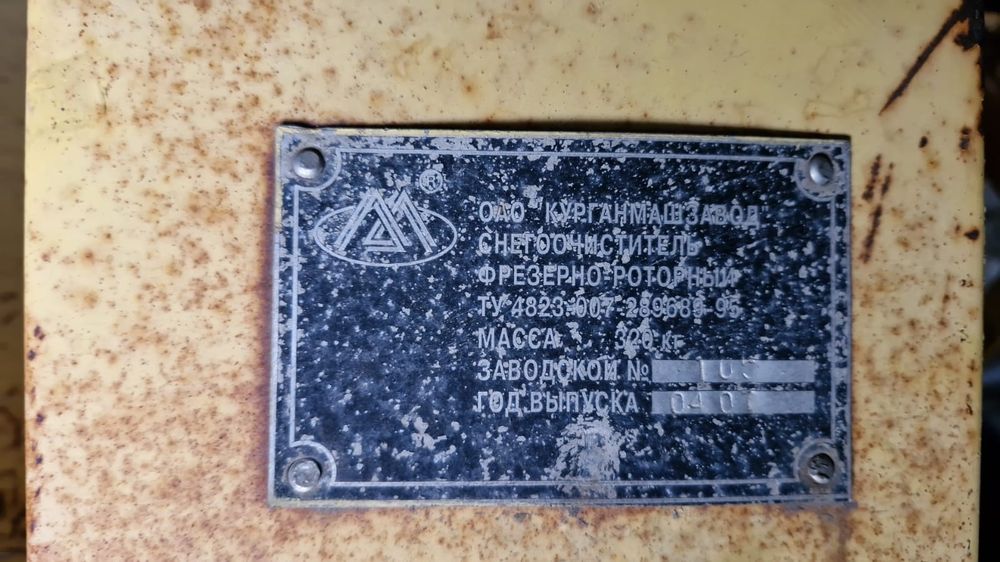 ®
ОАО КУРГАНМАШЗАВОД
СНЕГООЧИСТИТЕЛЬ
ФРЕЗЕРНО-РОТОРНЫЙ
ТУ 4823-007-289689-95
МАССА 320 кг
ЗАВОДСКОЙ №
ГОД ВЫПУСКА